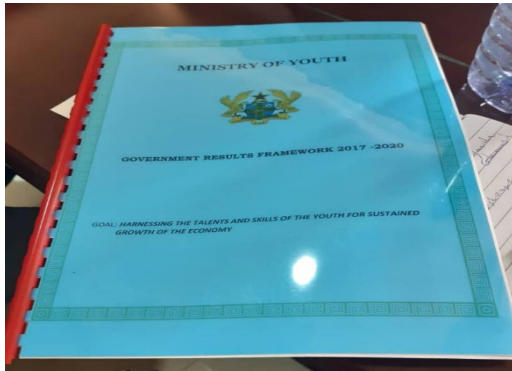 MINISTRY OF YOUTH
GOVERNMENT RESULTS FRAMEWORK 2017 -2020
GOAL: HARNESSING THE TALENTS AND SKILLS OF THE YOUTH FOR SUSTAINED
GROWTH OF THE ECONOMY